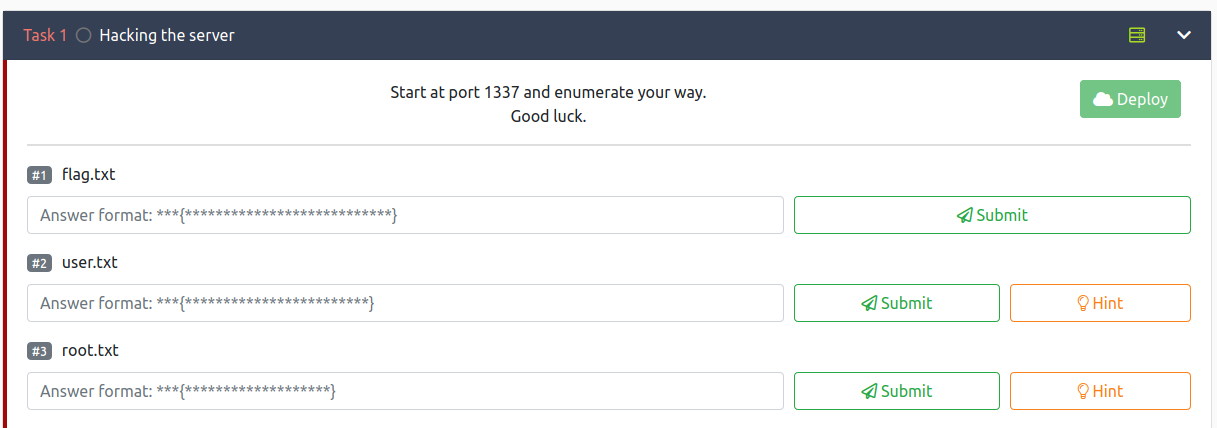 Task 1 Hacking the server
Start at port 1337 and enumerate your way.
Good luck.
Deploy
#1 flag.txt
Answer format: ***{***************************}
Submit
#2 user.txt
Answer format: ***{************************}
Submit
Hint
#3 root.txt
Answer format: ***{*******************}
Submit
Hint